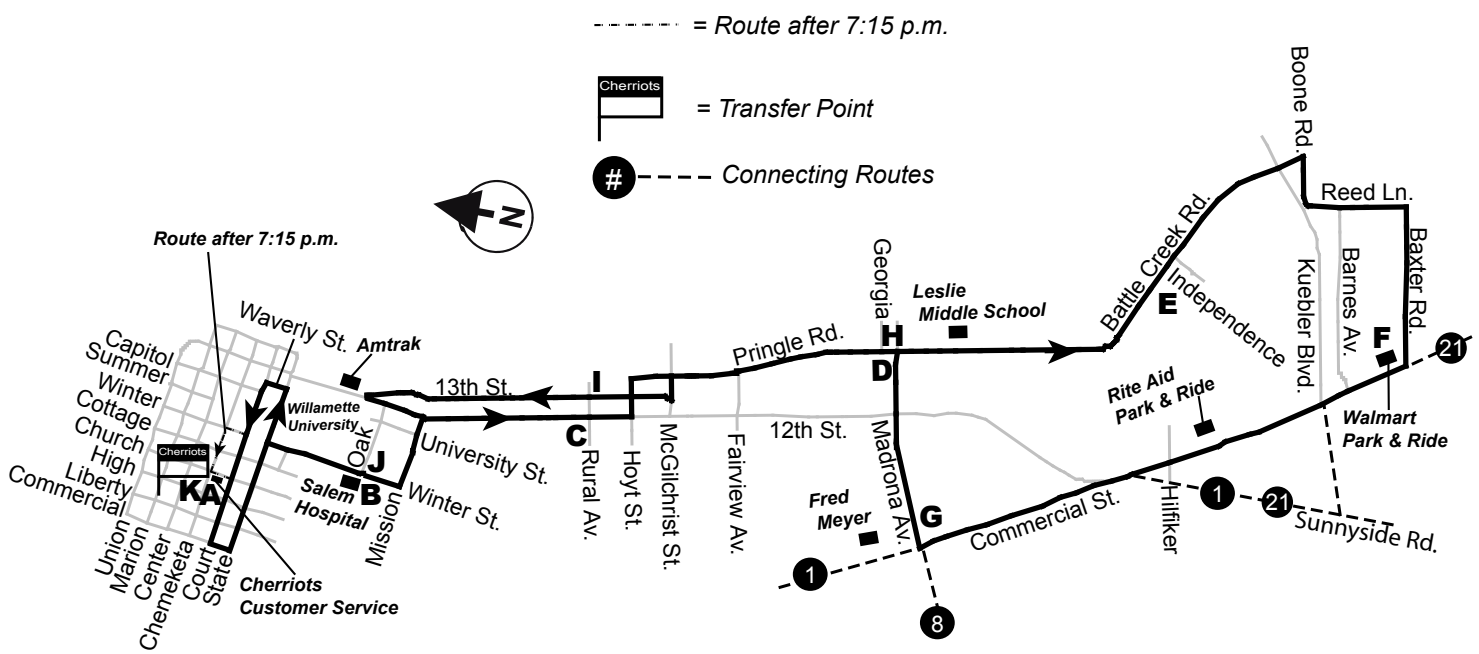 = Route after 7:15 p.m.
Cherriots
= Transfer Point
#
Connecting Routes
N
Route after 7:15 p.m.
Boone Rd.
Reed Ln.
Baxter Rd.
Kuebler Blvd.
Barnes Av.
Battle Creek Rd.
E
Independence
F
21
Walmart
Park & Ride
Georgia
Leslie
Middle School
H
D
Pringle Rd.
Rite Aid
Park & Ride
Waverly St.
Amtrak
Capitol
Summer
Winter
Cottage
Church
High
Liberty
Commercial
Willamette
University
13th St.
I
C
12th St.
University St.
Oak
J
B
Cherriots
K
A
Salem
Hospital
Winter St.
Mission
Rural Av.
Hoyt St.
McGilchrist St.
Fairview Av.
Madrona Av.
Fred
Meyer
G
Commercial St.
Hilfiker
1
21
Sunnyside Rd.
Union
Marion
Center
Chemeketa
Court
State
Cherriots
Customer Service
1
8